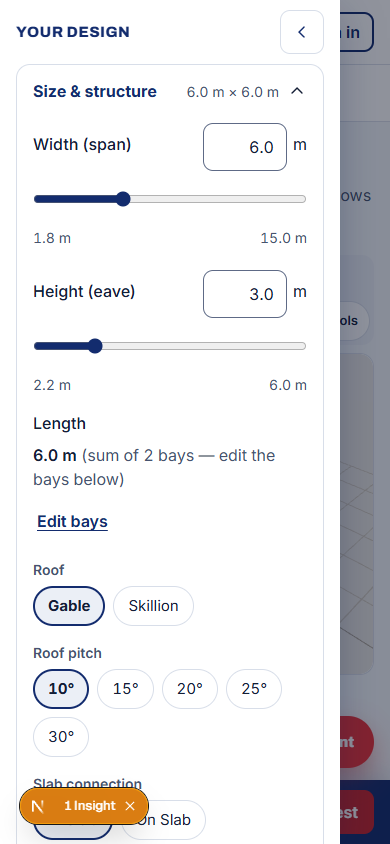 YOUR DESIGN
in
Size & structure 6.0 m × 6.0 m
Width (span) 6.0 m
1.8 m 15.0 m
Height (eave) 3.0 m
2.2 m 6.0 m
Length
6.0 m (sum of 2 bays — edit the
bays below)
Edit bays
Roof
Gable Skillion
Roof pitch
10° 15° 20° 25°
30°
Slab connection
N 1 Insight
On Slab